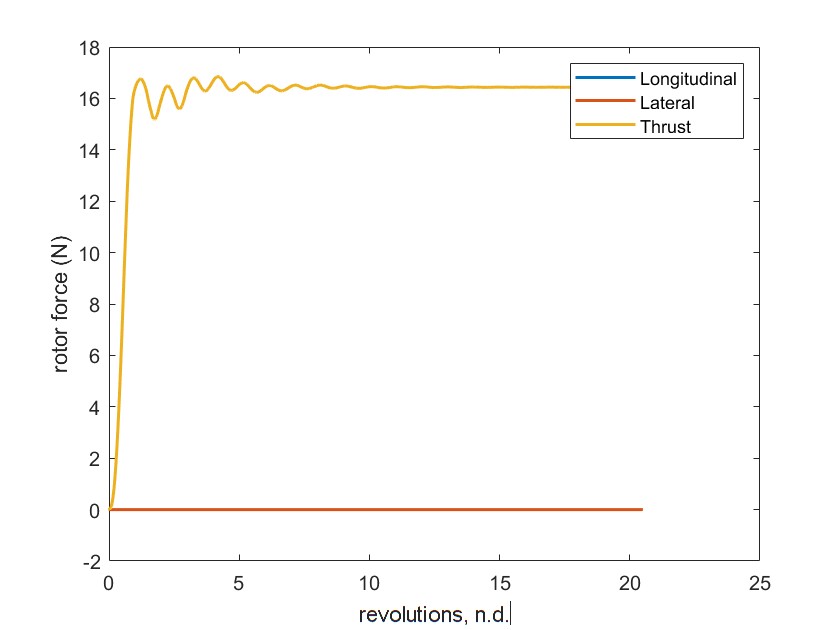 18
16
14
12
10
8
6
4
2
0
-2
0 5 10 15 20 25
rotor force (N)
revolutions, n.d.
Longitudinal
Lateral
Thrust